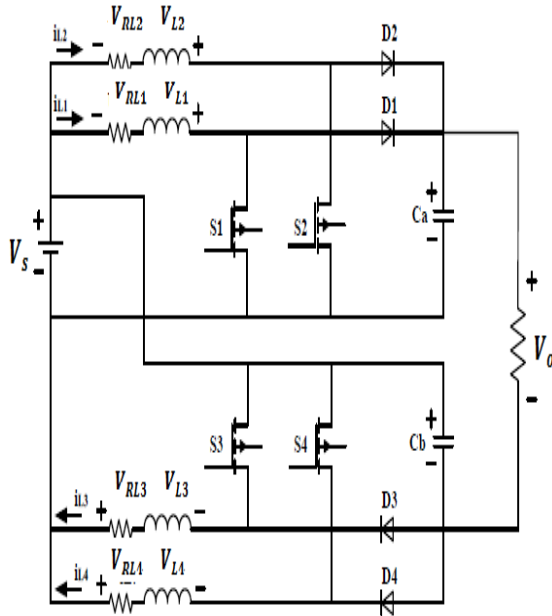 iL2
VRL2
VL2
D2
- + 
iL1
VRL1
VL1
D1
- +
S1
S2
Ca
+
-
+
Vs
-
+
Vo
-
S3
S4
Cb
+
-
iL3
+
VRL3
VL3
-
D3
iL4
+
VRL4
VL4
-
D4